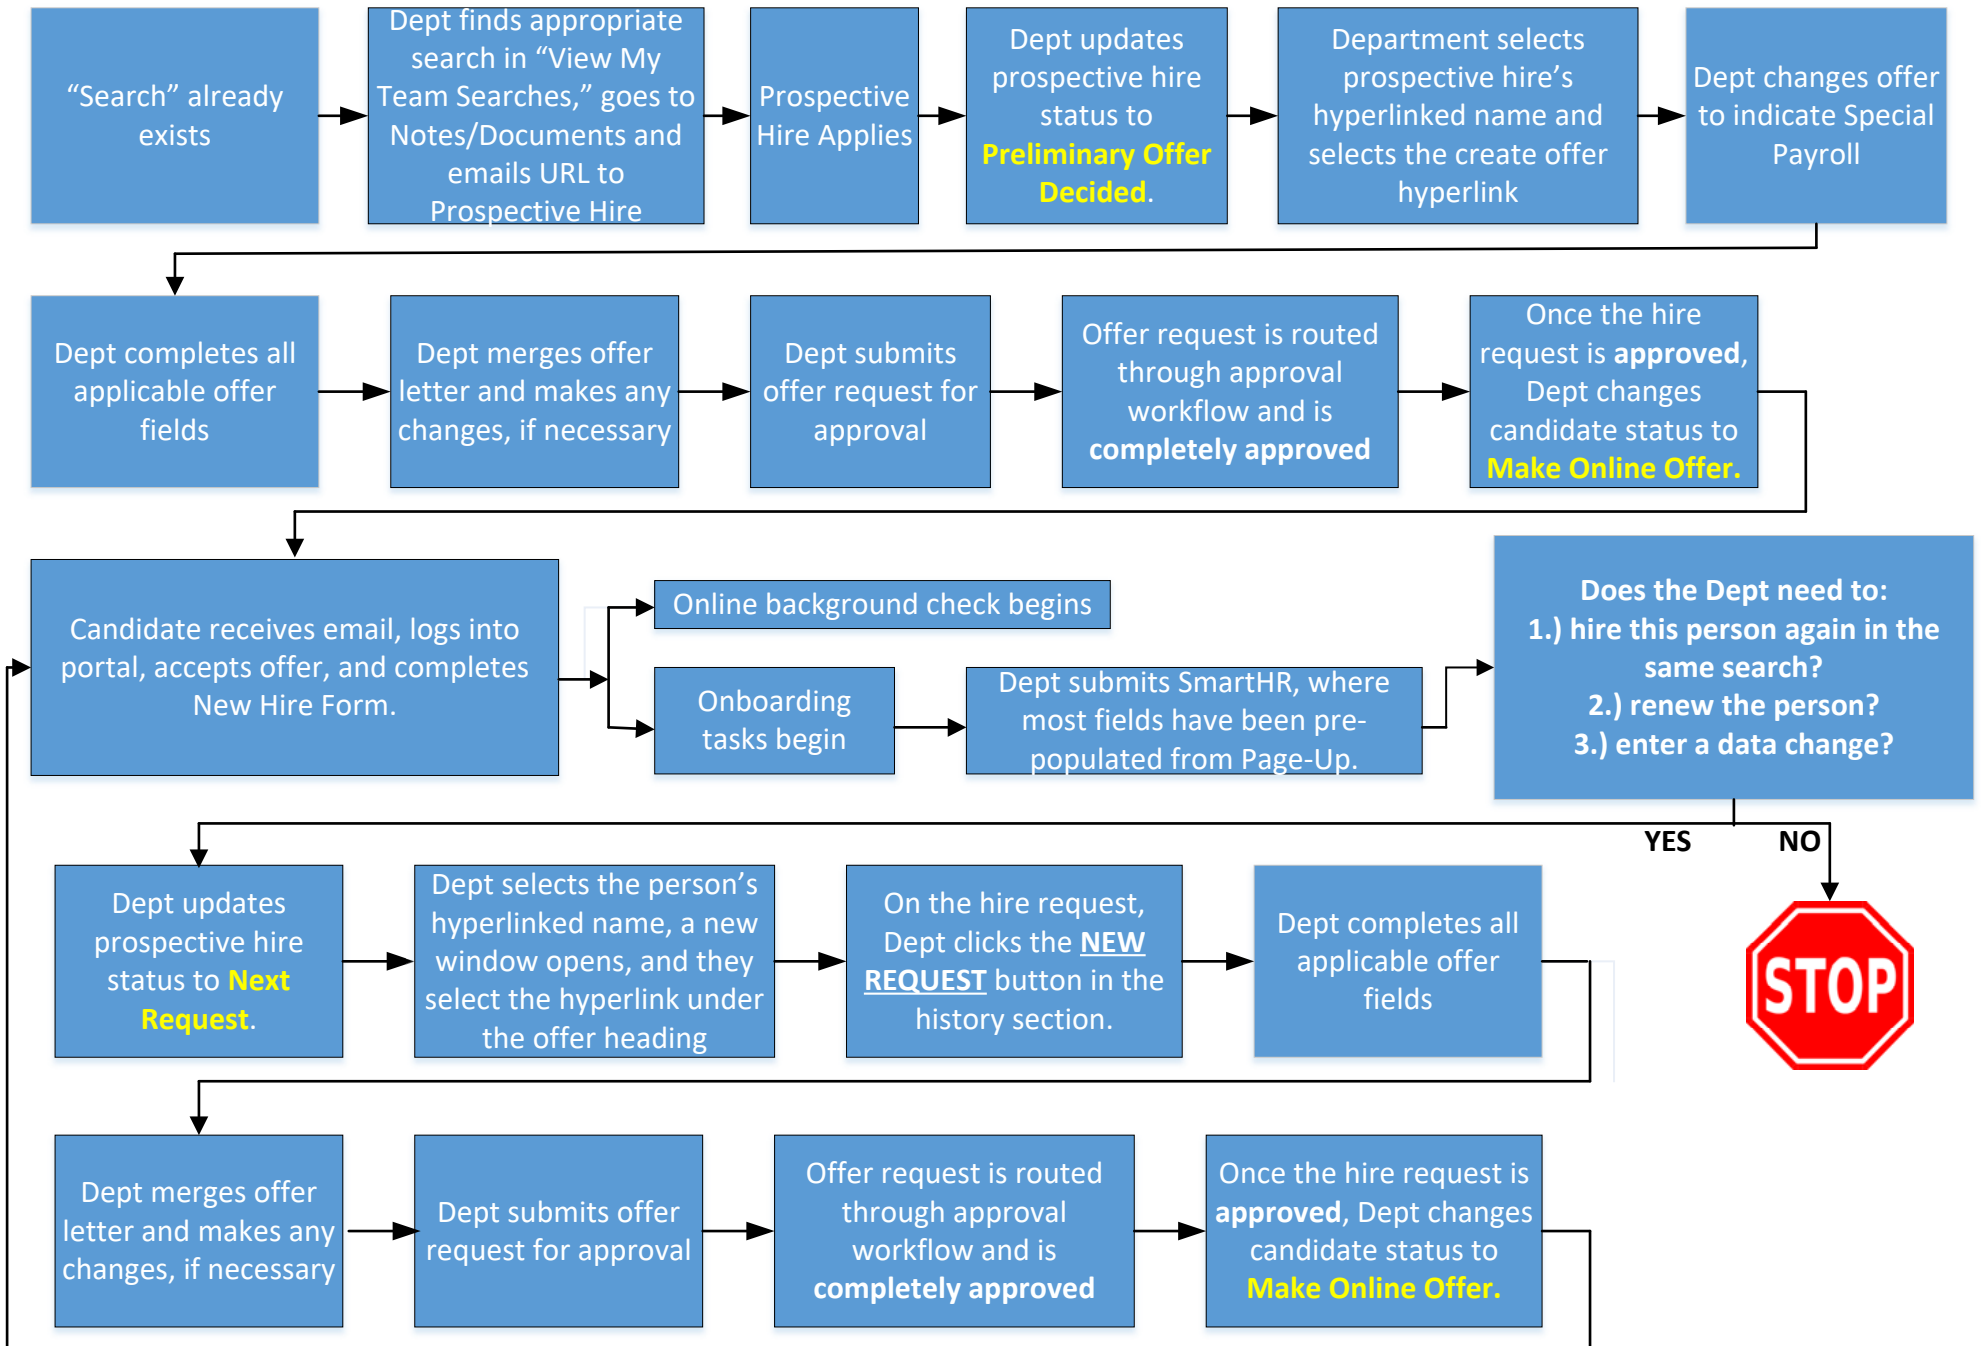 “Search” already
exists
Dept finds appropriate
search in “View My
Team Searches,” goes to
Notes/Documents and
emails URL to
Prospective Hire
Prospective
Hire Applies
Dept updates
prospective hire
status to
Preliminary Offer
Decided.
Department selects
prospective hire’s
hyperlinked name and
selects the create offer
hyperlink
Dept changes offer
to indicate Special
Payroll
Dept completes all
applicable offer
fields
Dept merges offer
letter and makes any
changes, if necessary
Dept submits
offer request for
approval
Offer request is routed
through approval
workflow and is
completely approved
Once the hire
request is approved,
Dept changes
candidate status to
Make Online Offer.
Candidate receives email, logs into
portal, accepts offer, and completes
New Hire Form.
Online background check begins
Onboarding
tasks begin
Dept submits SmartHR, where
most fields have been pre-
populated from Page-Up.
Does the Dept need to:
1.) hire this person again in the
same search?
2.) renew the person?
3.) enter a data change?
YES
NO
Dept updates
prospective hire
status to Next
Request.
Dept selects the person’s
hyperlinked name, a new
window opens, and they
select the hyperlink under
the offer heading
On the hire request,
Dept clicks the NEW
REQUEST button in the
history section.
Dept completes all
applicable offer
fields
STOP
Dept merges offer
letter and makes any
changes, if necessary
Dept submits offer
request for approval
Offer request is routed
through approval
workflow and is
completely approved
Once the hire request is
approved, Dept changes
candidate status to
Make Online Offer.